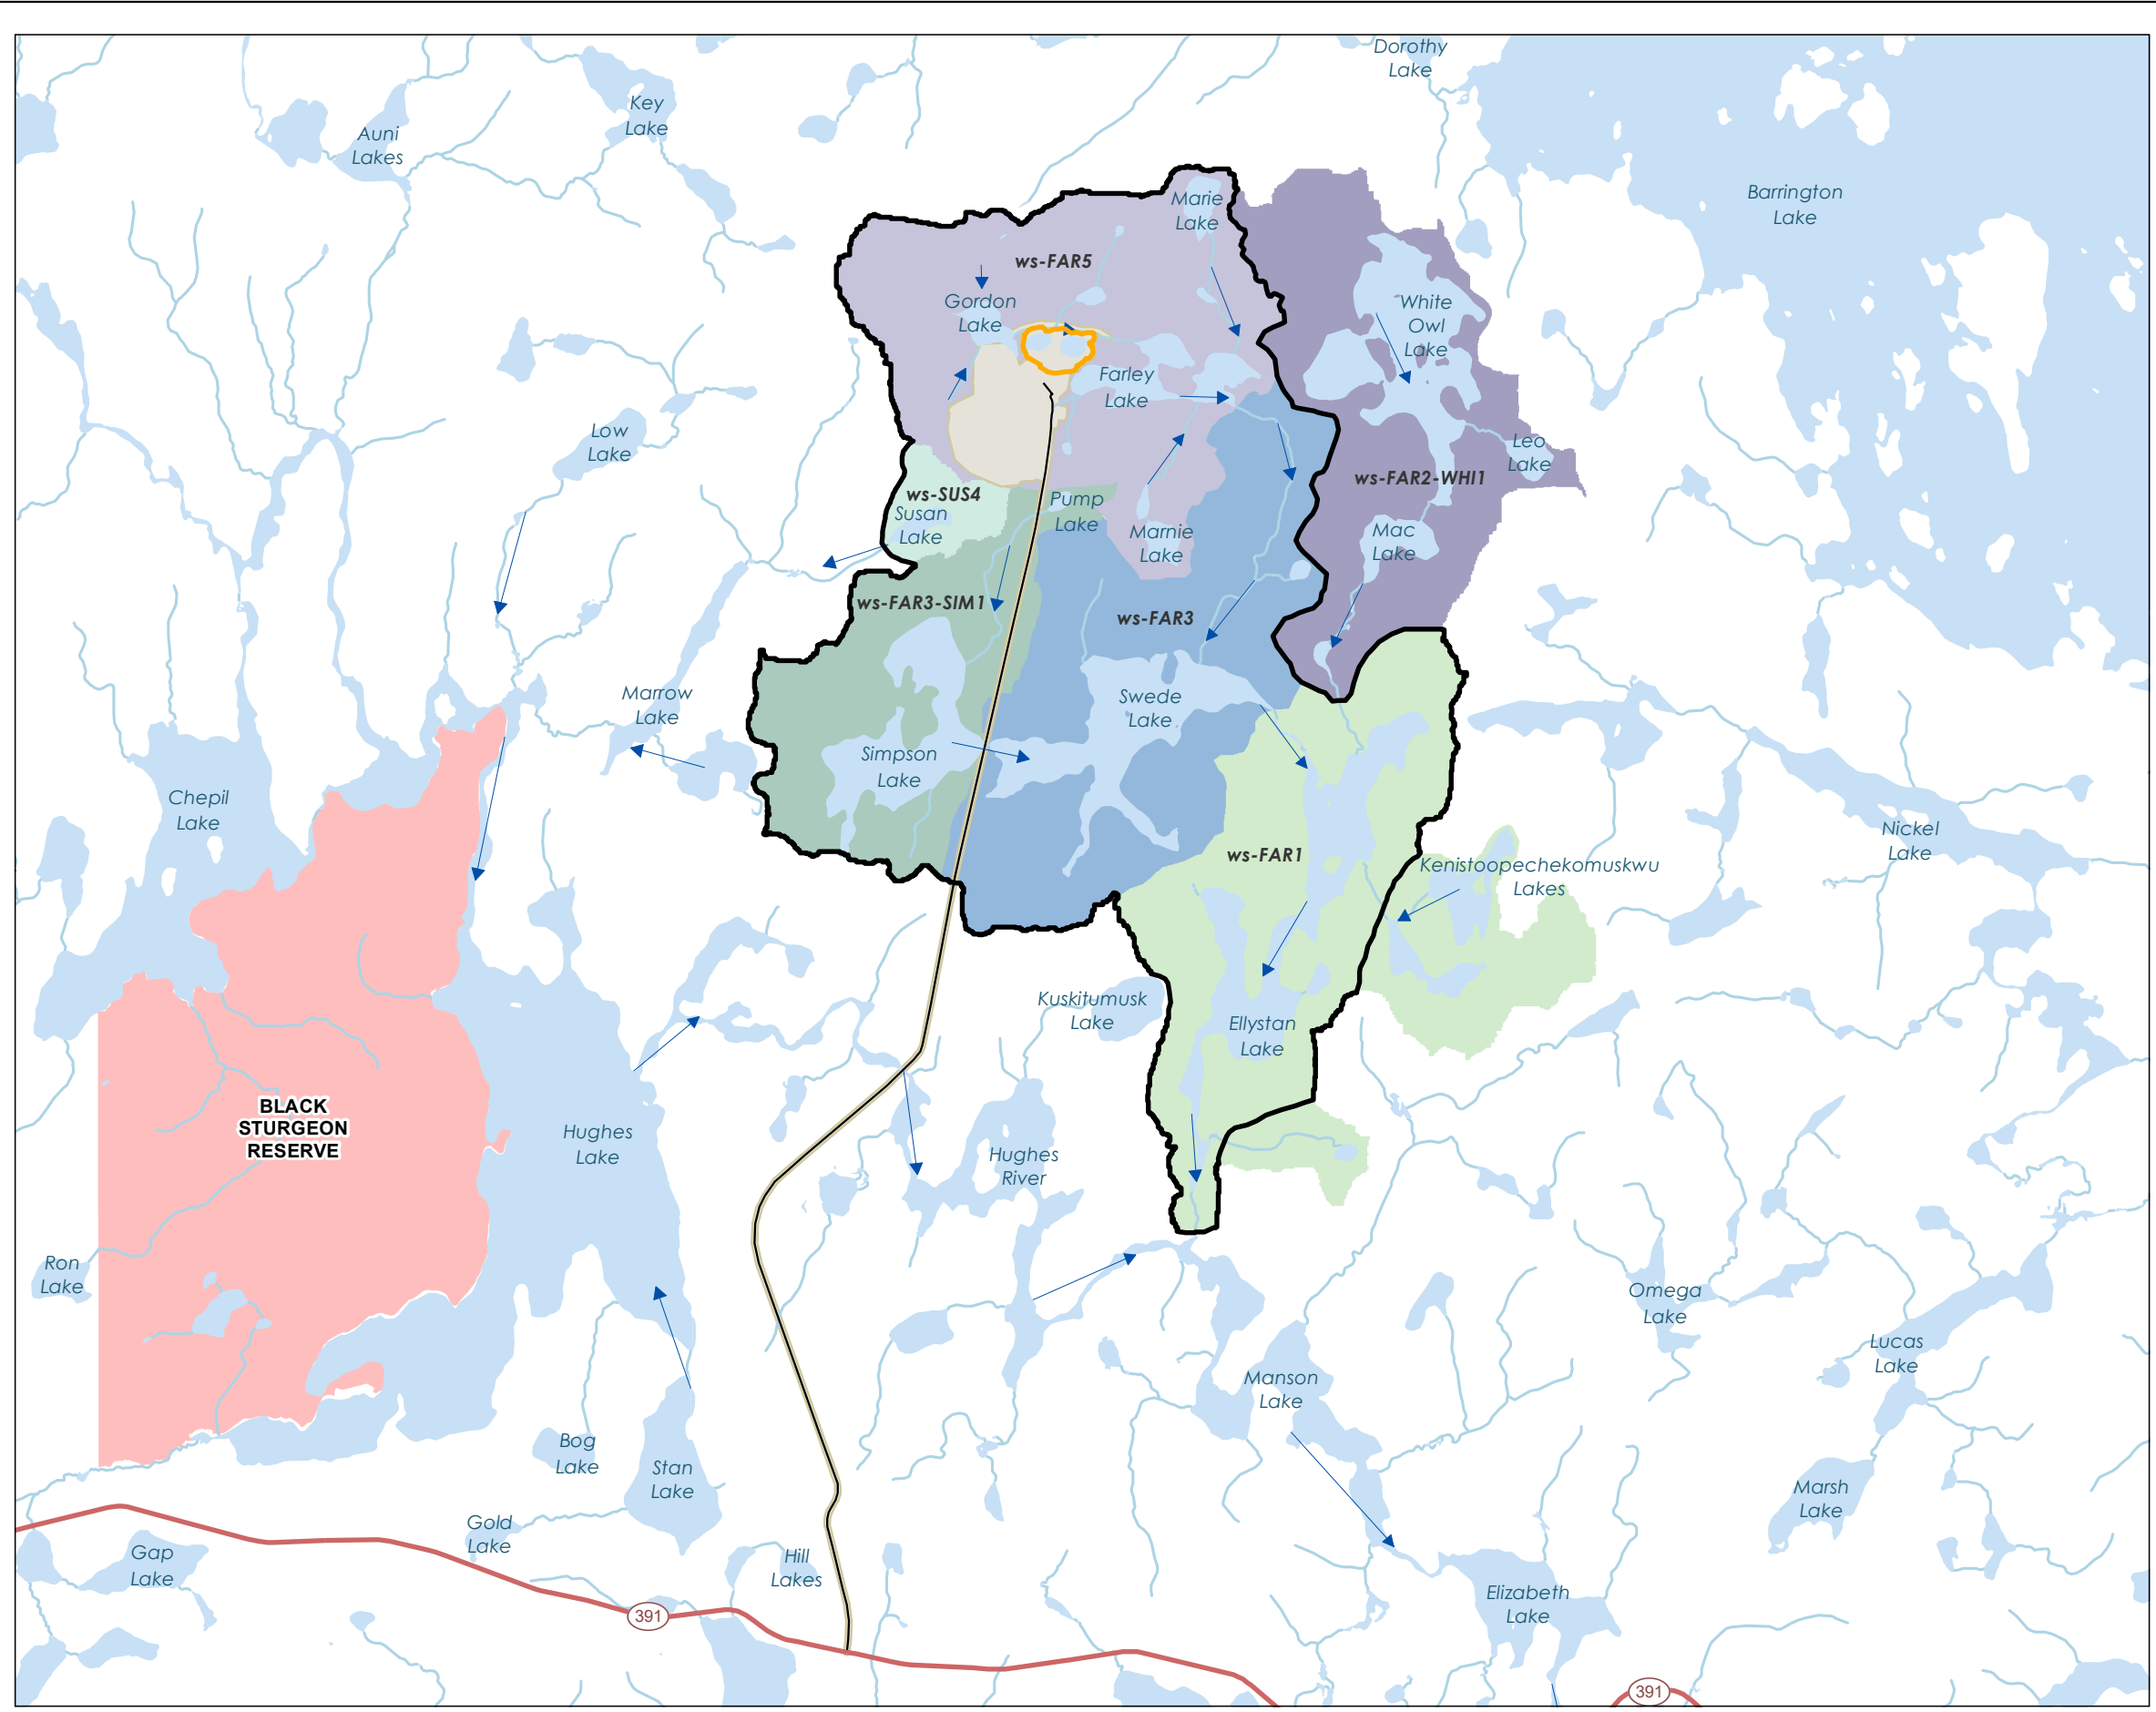 Dorothy
Lake
Key
Lake
Auni
Lakes
Barrington
Lake
Marie
Lake
ws-FAR5
Gordon
Lake
White
Owl
Lake
Farley
Lake
Low
Lake
Leo
Lake
ws-FAR2-WHI1
ws-SUS4
Susan
Lake
Pump
Lake
Marnie
Lake
Mac
Lake
ws-FAR3-SIM1
ws-FAR3
Marrow
Lake
Swede
Lake
Simpson
Lake
Chepil
Lake
Nickel
Lake
ws-FAR1
Kenistoopechekomuskwu
Lakes
Kuskitumusk
Lake
Ellystan
Lake
BLACK
STURGEON
RESERVE
Hughes
Lake
Hughes
River
Ron
Lake
Omega
Lake
Lucas
Lake
Manson
Lake
Bog
Lake
Stan
Lake
Marsh
Lake
Gold
Lake
Gap
Lake
Hill
Lakes
Elizabeth
Lake
391
391